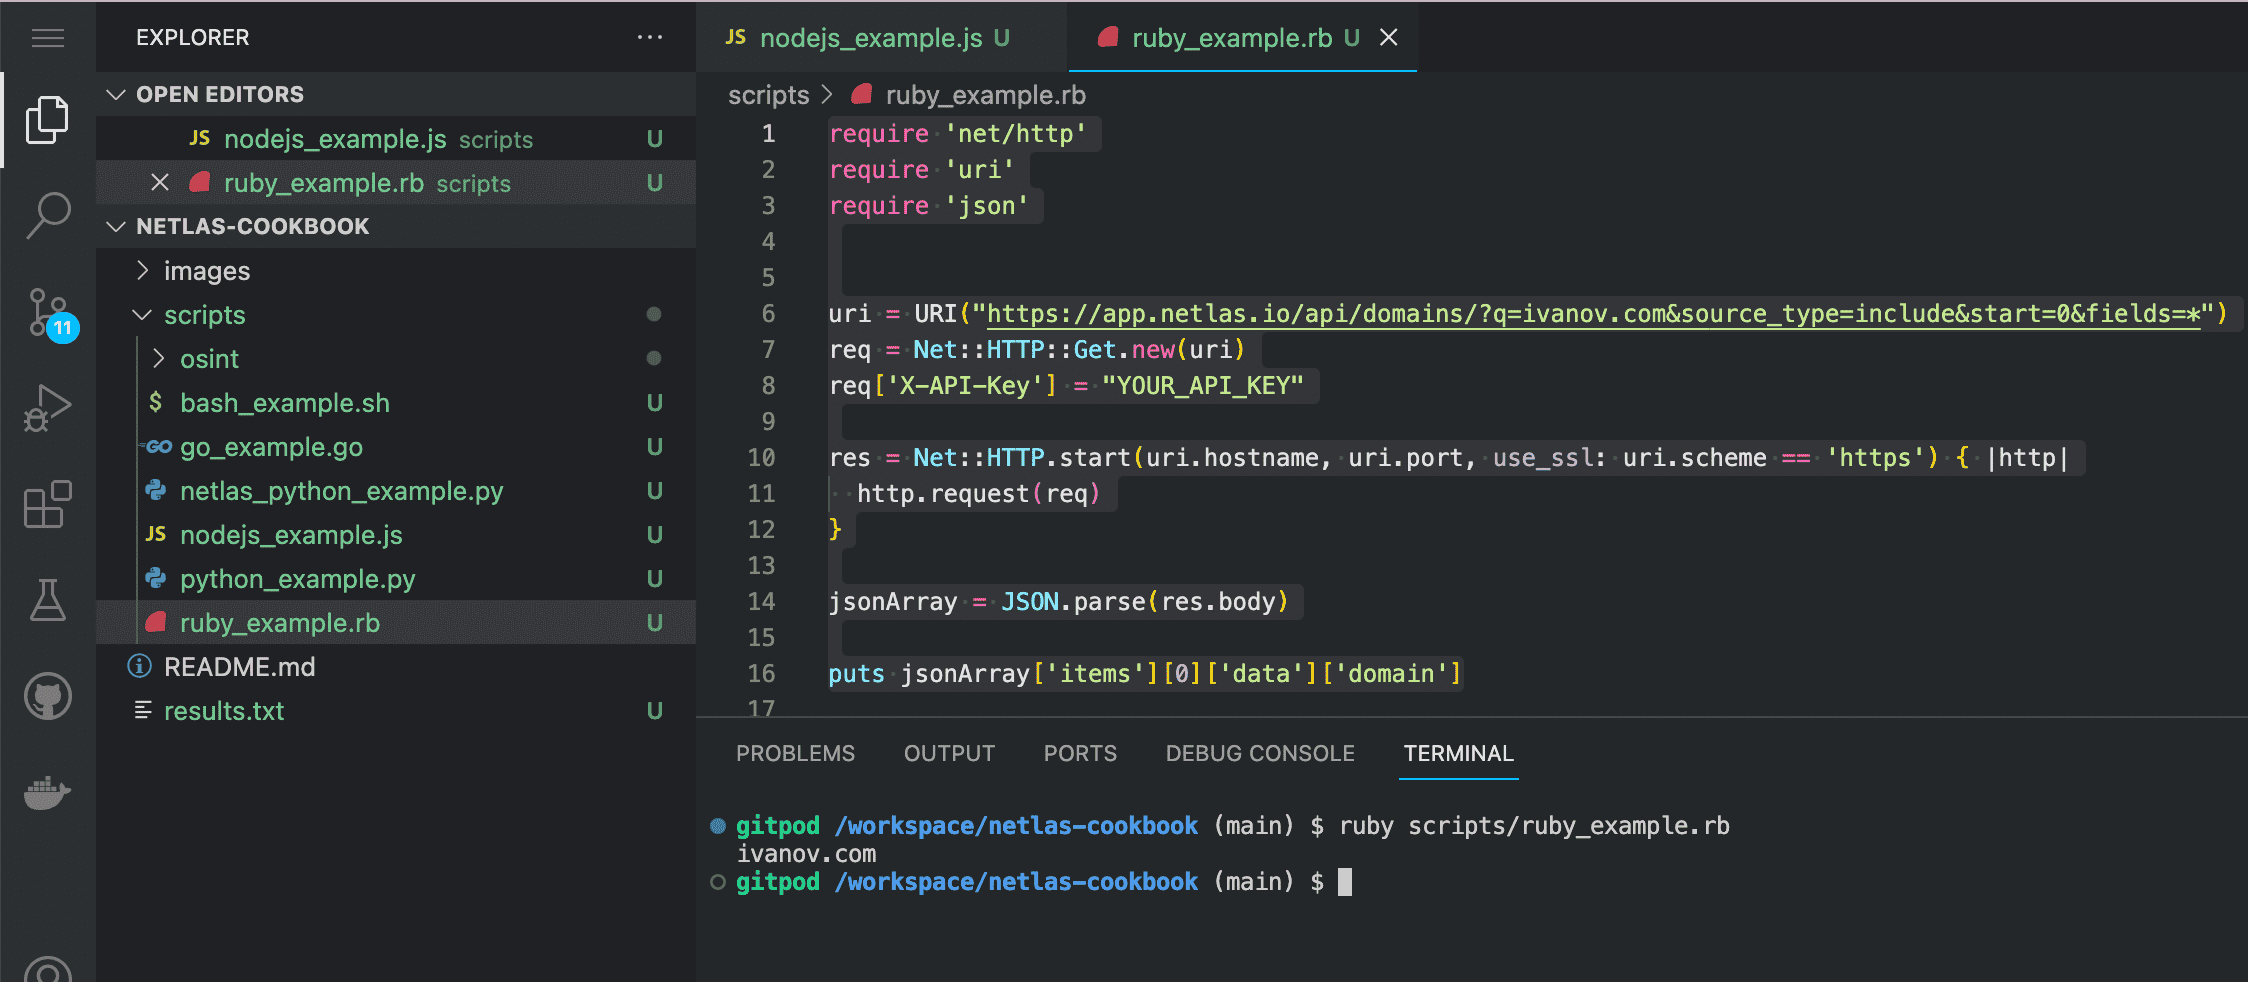 EXPLORER
OPEN EDITORS
JS nodejs_example.js scripts U
ruby_example.rb scripts U
NETLAS-COOKBOOK
images
scripts
osint
$ bash_example.sh U
GO go_example.go U
netlas_python_example.py U
JS nodejs_example.js U
python_example.py U
ruby_example.rb U
README.md
results.txt U
11
JS nodejs_example.js U
ruby_example.rb U
scripts > ruby_example.rb
1 require 'net/http'
2 require 'uri'
3 require 'json'
4
5
6 uri = URI("https://app.netlas.io/api/domains/?q=ivanov.com&source_type=include&start=0&fields=*")
7 req = Net::HTTP::Get.new(uri)
8 req['X-API-Key'] = "YOUR_API_KEY"
9
10 res = Net::HTTP.start(uri.hostname, uri.port, use_ssl: uri.scheme == 'https') { |http|
11 http.request(req)
12 }
13
14 jsonArray = JSON.parse(res.body)
15
16 puts jsonArray['items'][0]['data']['domain']
17
PROBLEMS OUTPUT PORTS DEBUG CONSOLE TERMINAL
gitpod /workspace/netlas-cookbook (main) $ ruby scripts/ruby_example.rb
ivanov.com
gitpod /workspace/netlas-cookbook (main) $